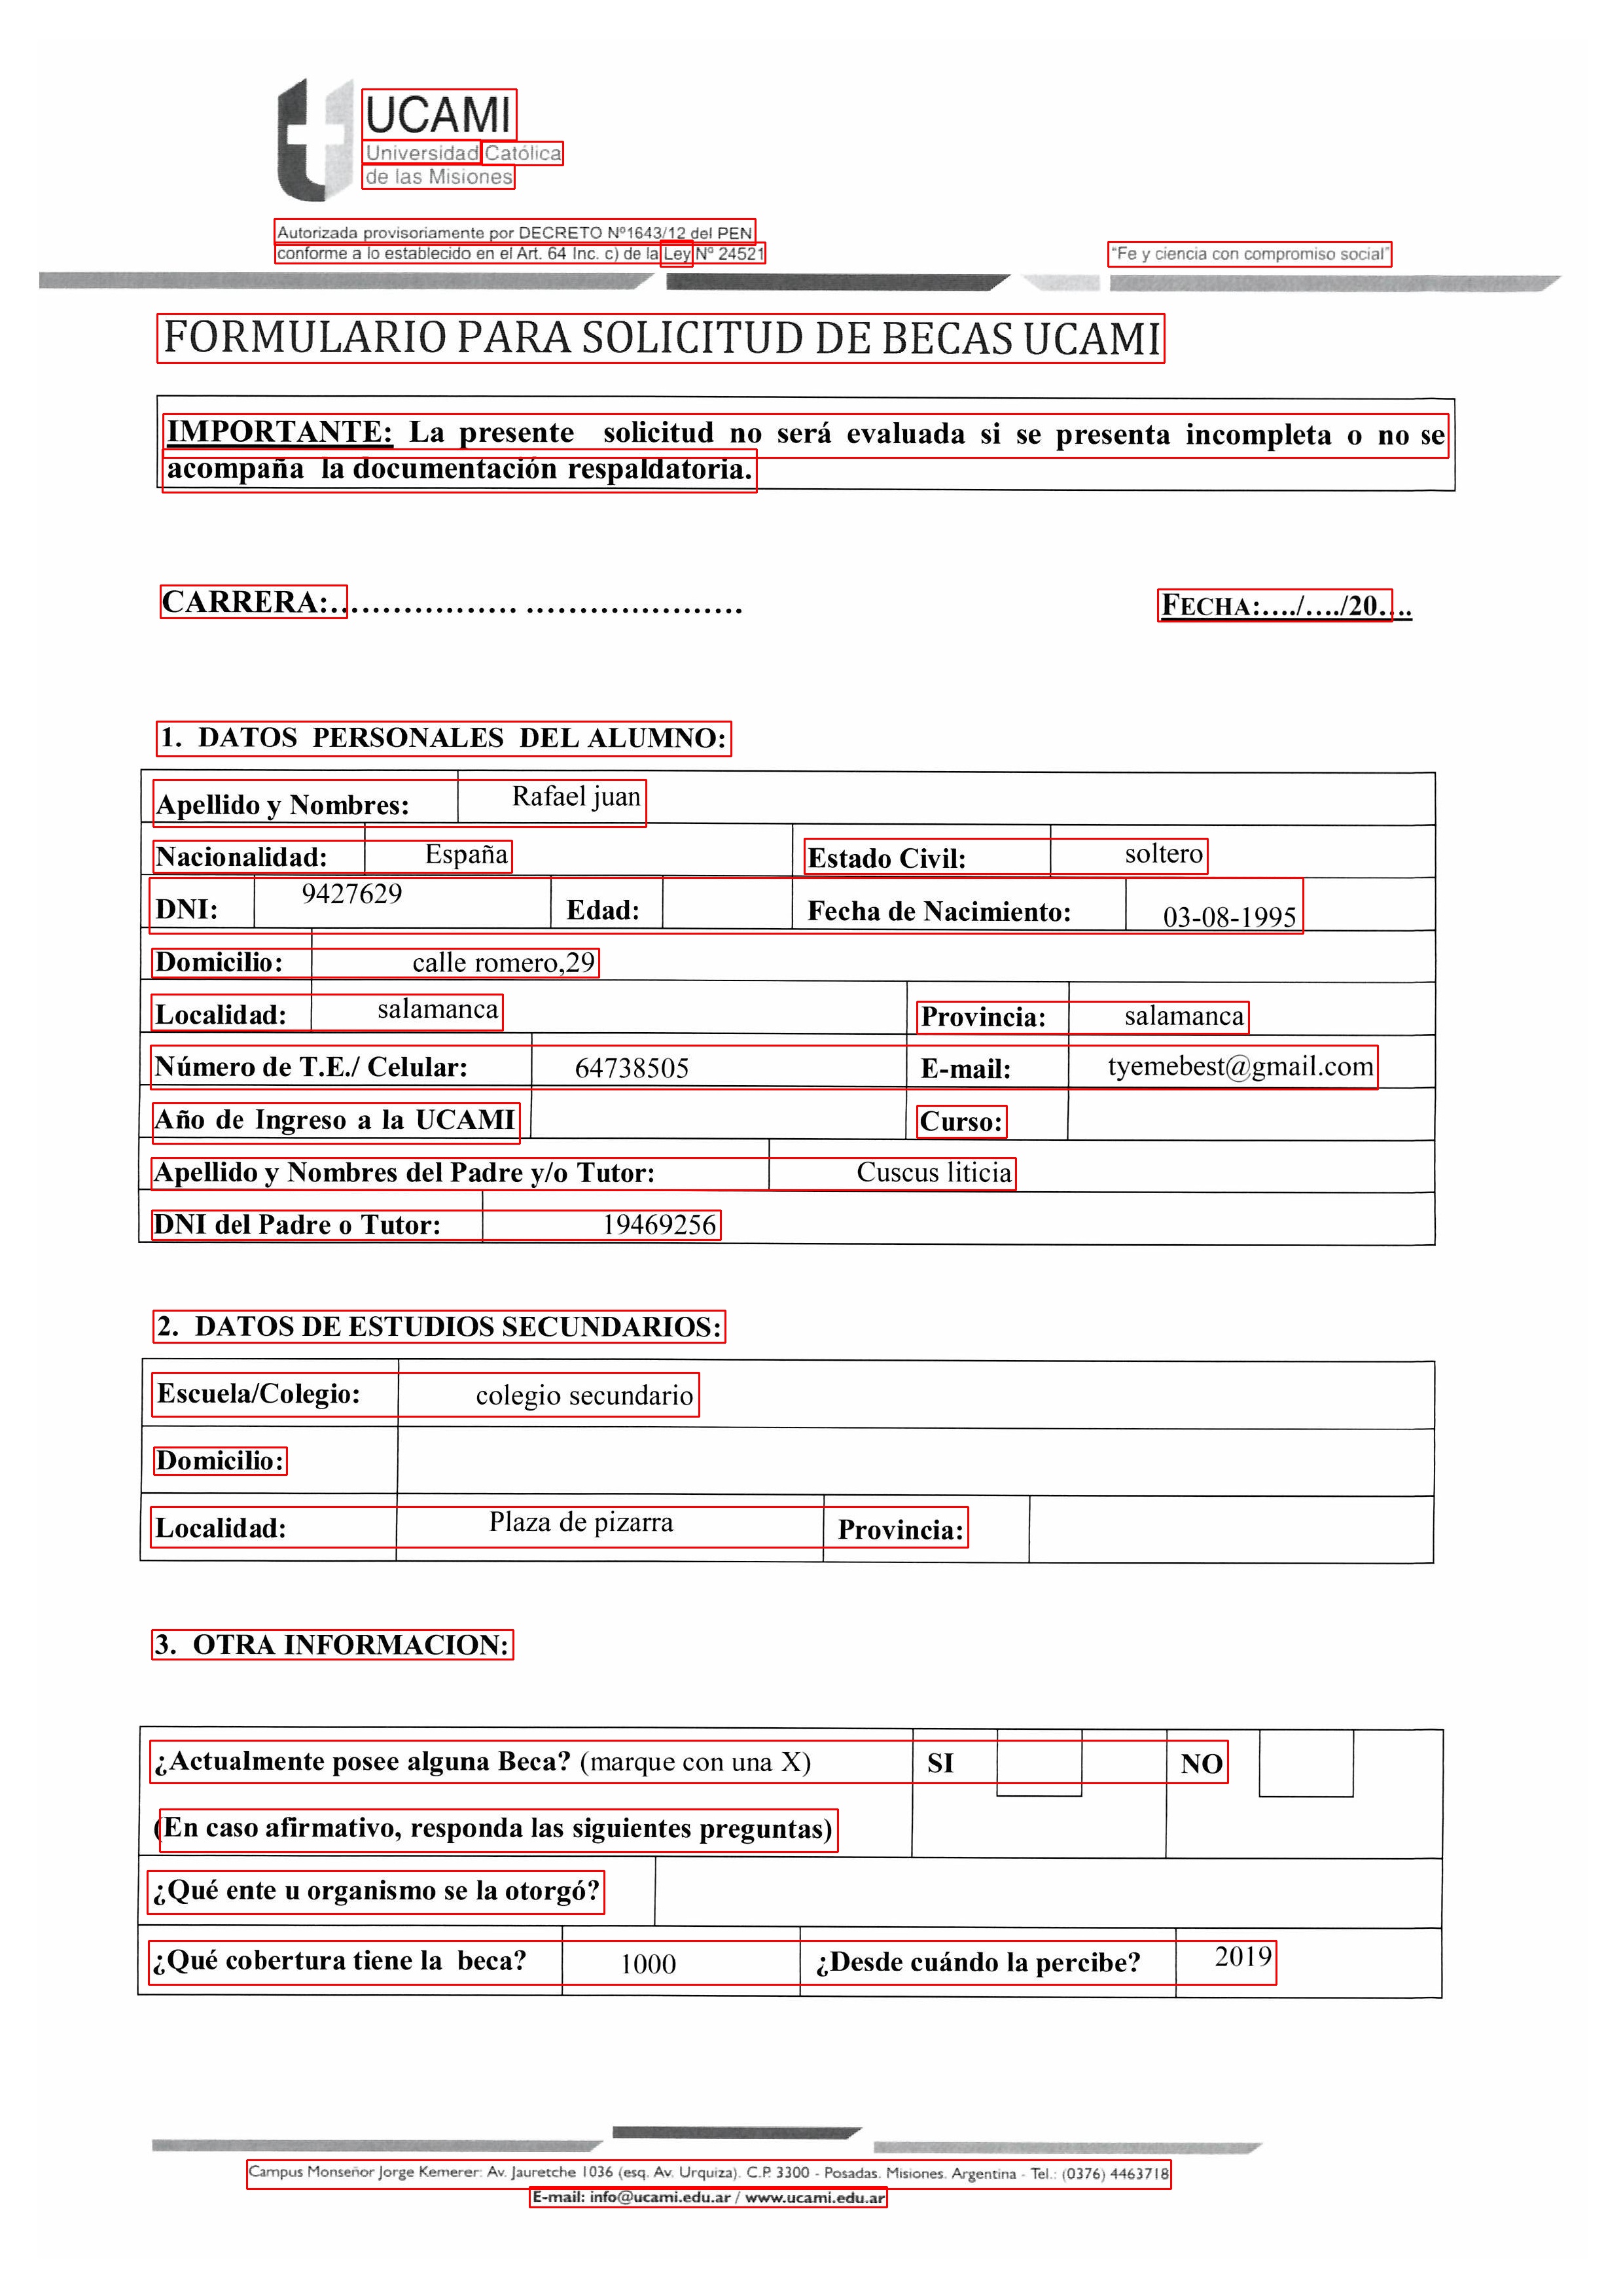 UCAMI
Universidad Católica
de las Misiones
Autorizada provisoriamente por DECRETO Nº1643/12 del PEN
conforme a lo establecido en el Art. 64 Inc. c) de la Ley Nº 24521
"Fe y ciencia con compromiso social"
FORMULARIO PARA SOLICITUD DE BECAS UCAMI
IMPORTANTE: La presente solicitud no será evaluada si se presenta incompleta o no se
acompaña la documentación respaldatoria.
CARRERA:.................. ..................... FECHA:..../..../20....
1. DATOS PERSONALES DEL ALUMNO:
Apellido y Nombres: Rafael juan
Nacionalidad: España Estado Civil: soltero
DNI: 9427629 Edad: Fecha de Nacimiento: 03-08-1995
Domicilio: calle romero,29
Localidad: salamanca Provincia: salamanca
Número de T.E./ Celular: 64738505 E-mail: tyemebest@gmail.com
Año de Ingreso a la UCAMI Curso:
Apellido y Nombres del Padre y/o Tutor: Cuscus liticia
DNI del Padre o Tutor: 19469256
2. DATOS DE ESTUDIOS SECUNDARIOS:
Escuela/Colegio: colegio secundario
Domicilio:
Localidad: Plaza de pizarra Provincia:
3. OTRA INFORMACION:
¿Actualmente posee alguna Beca? (marque con una X) SI NO
(En caso afirmativo, responda las siguientes preguntas)
¿Qué ente u organismo se la otorgó?
¿Qué cobertura tiene la beca? 1000 ¿Desde cuándo la percibe? 2019
Campus Monseñor Jorge Kemerer: Av. Jauretche 1036 (esq. Av. Urquiza). C.P. 3300 - Posadas. Misiones. Argentina - Tel.: (0376) 4463718
E-mail: info@ucami.edu.ar / www.ucami.edu.ar